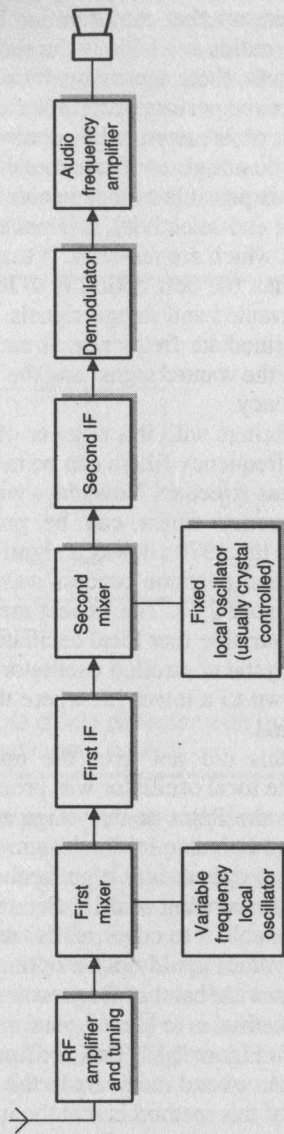 RF
amplifier
and tuning
First
mixer
First IF
Second
mixer
Second IF
Demodulator
Audio
frequency
amplifier
Variable
frequency
local
oscillator
Fixed
local oscillator
(usually crystal
controlled)